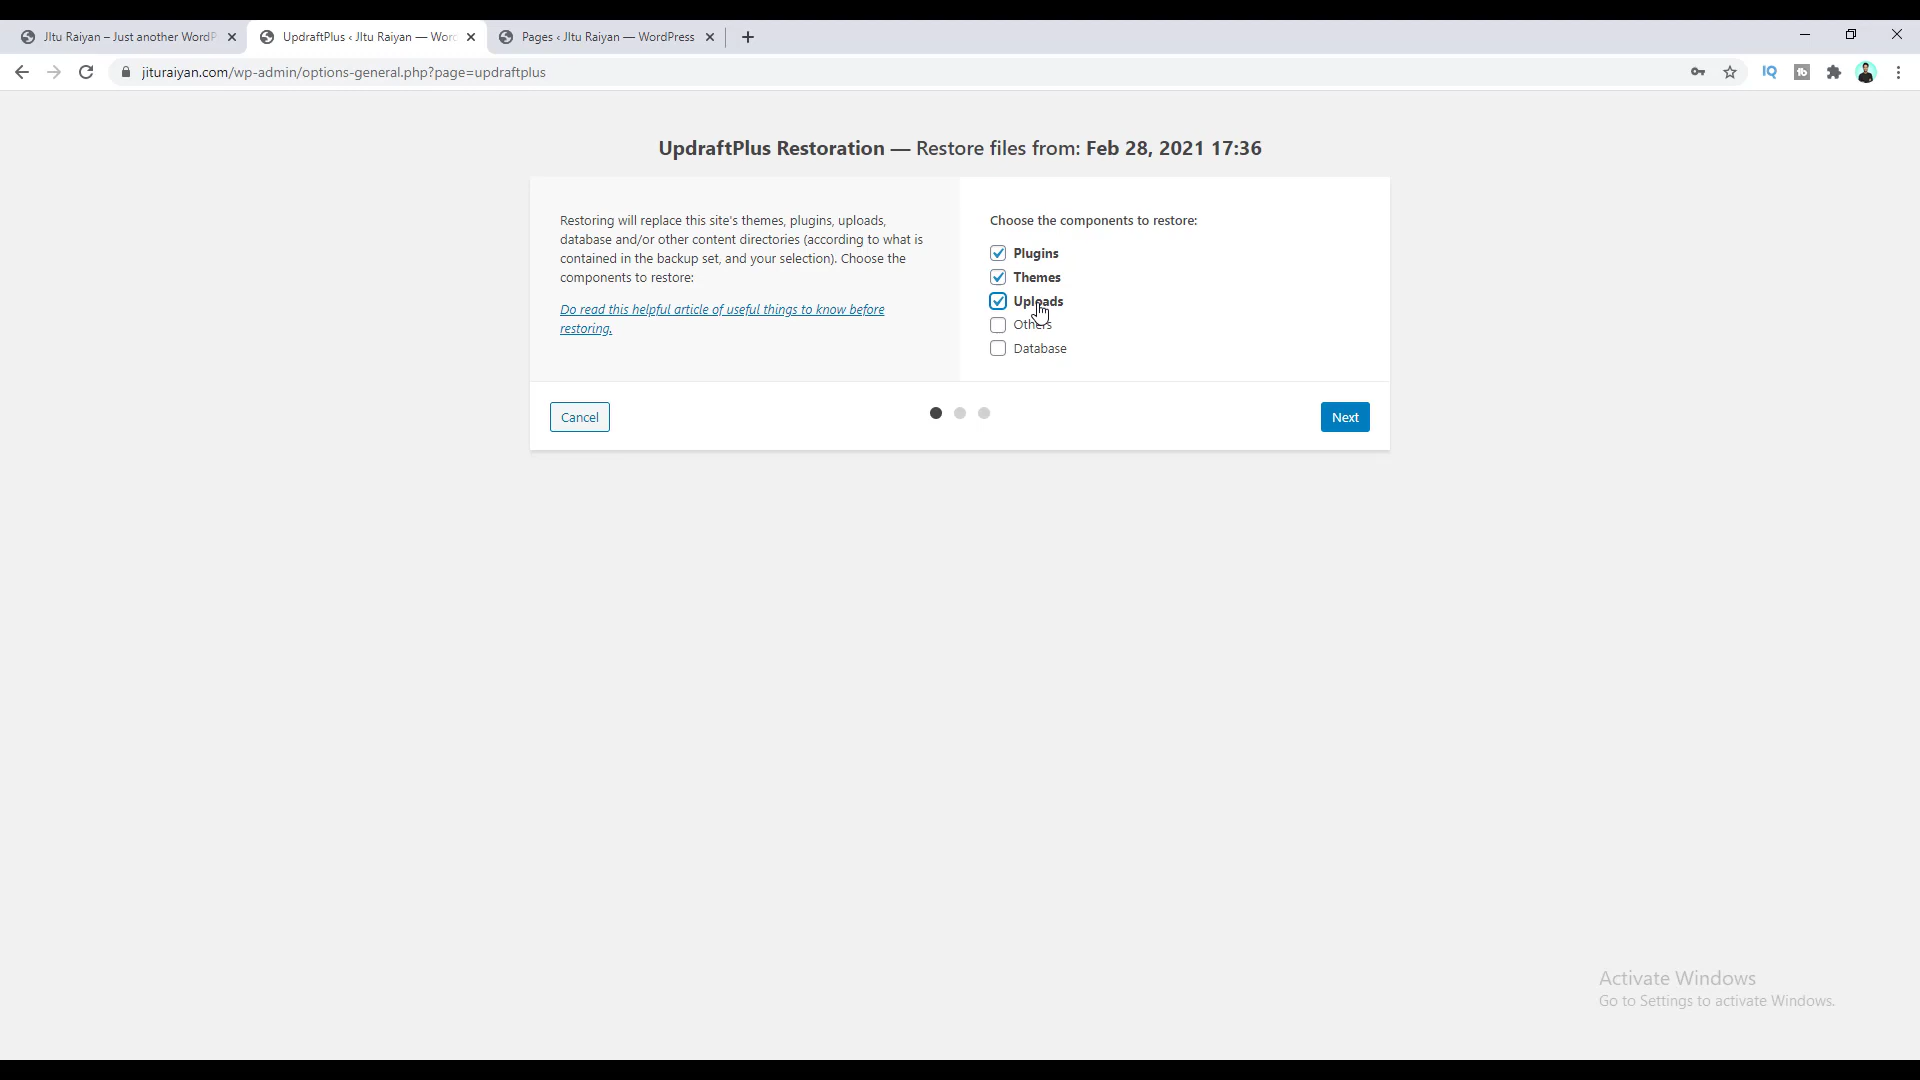 JItu Raiyan – Just another WordP
UpdraftPlus ‹ JItu Raiyan — Word
Pages ‹ JItu Raiyan — WordPress
jituraiyan.com/wp-admin/options-general.php?page=updraftplus
IQ
tb
UpdraftPlus Restoration — Restore files from: Feb 28, 2021 17:36
Restoring will replace this site's themes, plugins, uploads,
database and/or other content directories (according to what is
contained in the backup set, and your selection). Choose the
components to restore:
Do read this helpful article of useful things to know before
restoring.
Choose the components to restore:
Plugins
Themes
Uploads
Others
Database
Cancel
Next
Activate Windows
Go to Settings to activate Windows.